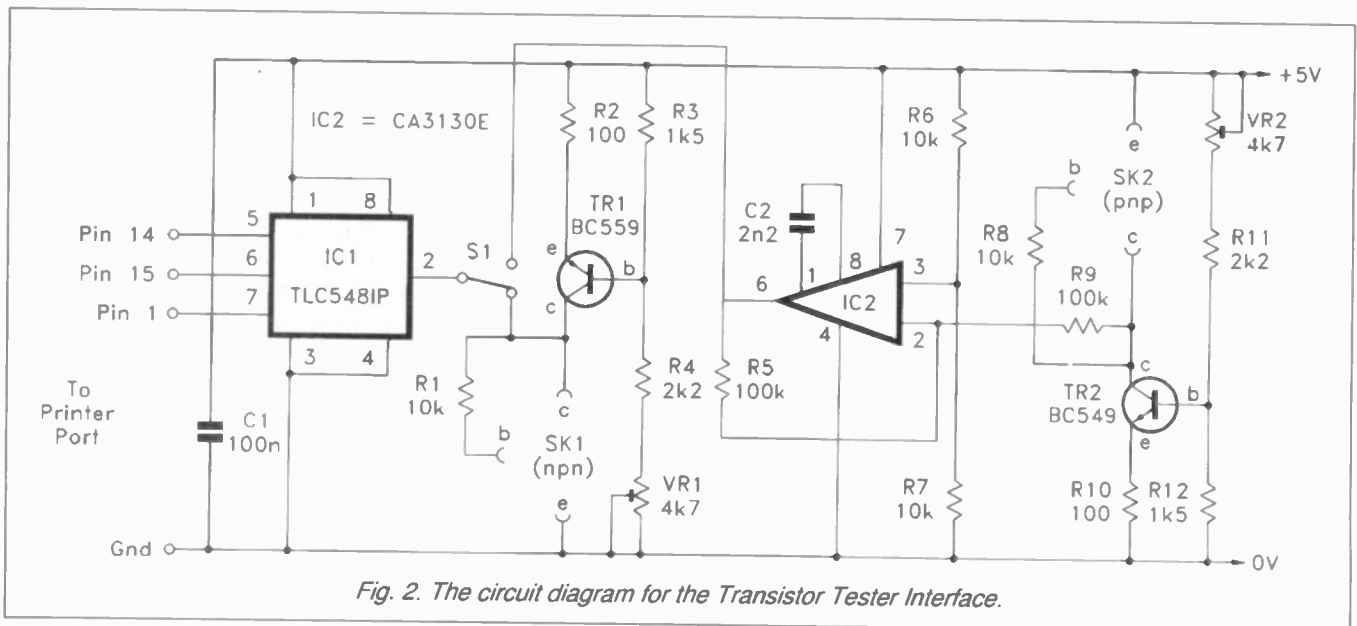 +5V
IC2 = CA3130E
R2
100
R3
1k5
R6
10k
VR2
4k7
e
b
SK2
(pnp)
c
TR1
BC559
C2
2n2
1
8
5
Pin 14
IC1
TLC548IP
6
Pin 15
2
S1
7
Pin 1
3
4
e
b
c
6
1
8
7
3
IC2
4
2
R8
10k
R9
100k
R11
2k2
To
Printer
Port
C1
100n
R1
10k
b
c
SK1
(npn)
e
R4
2k2
R5
100k
VR1
4k7
c
TR2
BC549
b
e
R7
10k
R10
100
R12
1k5
Gnd
0V
Fig. 2. The circuit diagram for the Transistor Tester Interface.